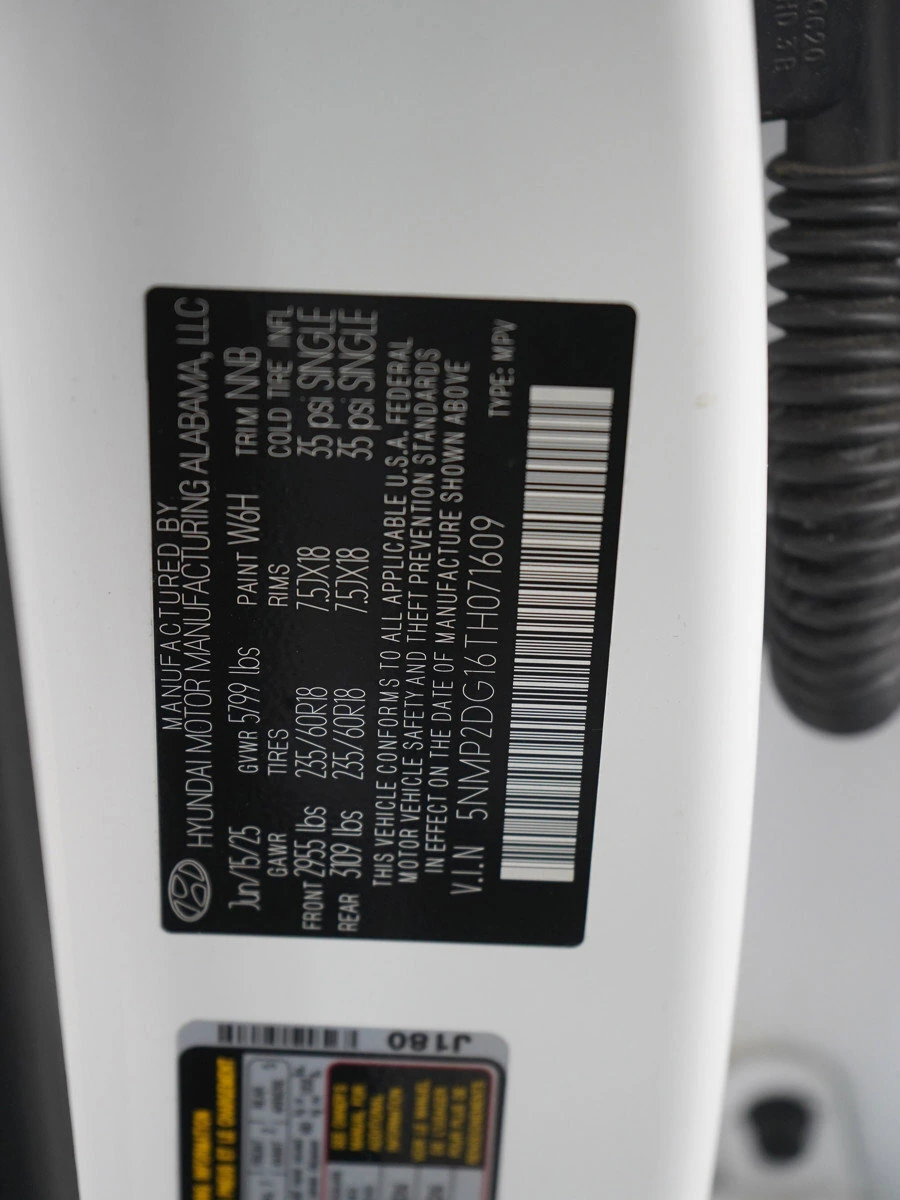 MANUFACTURED BY
HYUNDAI MOTOR MANUFACTURING ALABAMA, LLC
Jun/15/25 GVWR 5799 lbs PAINT W6H TRIM NNB
GAWR TIRES RIMS COLD TIRE INFL
FRONT 2955 lbs 235/60R18 7.5JX18 35 psi SINGLE
REAR 3109 lbs 235/60R18 7.5JX18 35 psi SINGLE
THIS VEHICLE CONFORMS TO ALL APPLICABLE U.S.A. FEDERAL
MOTOR VEHICLE SAFETY AND THEFT PREVENTION STANDARDS
IN EFFECT ON THE DATE OF MANUFACTURE SHOWN ABOVE
V.I.N 5NMP2DG16TH071609
TYPE: MPV
J180